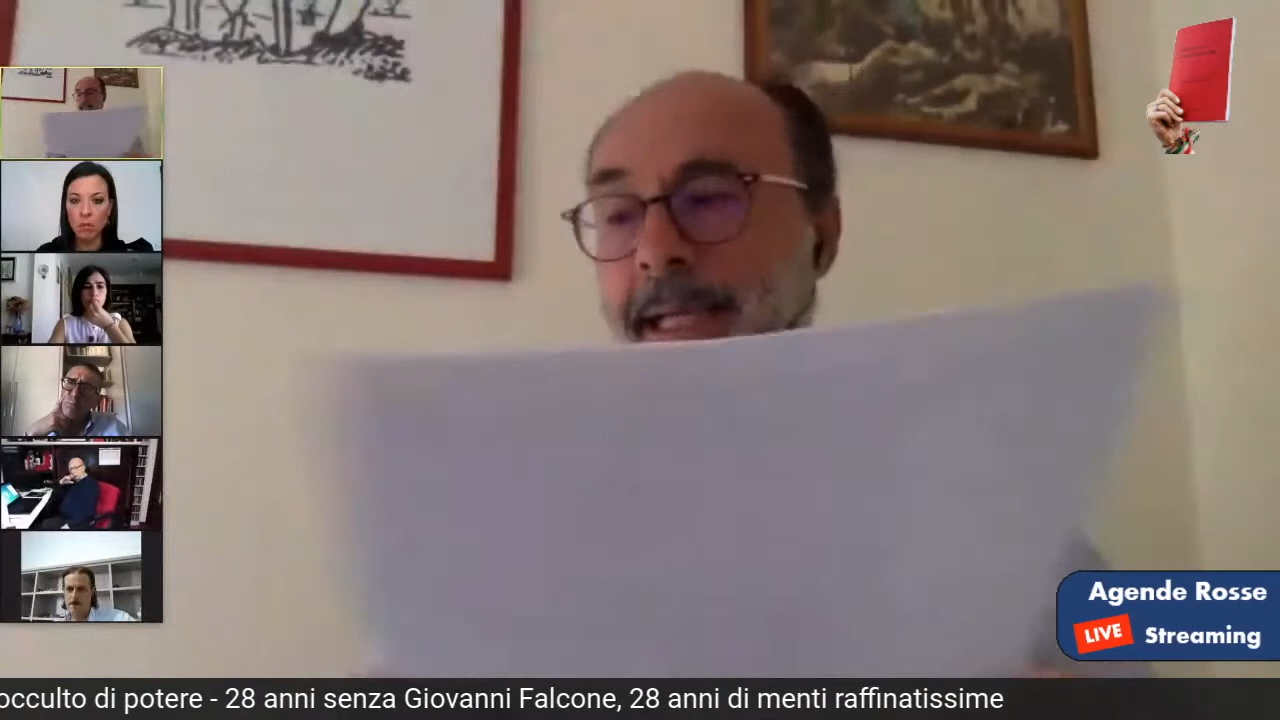 Agende Rosse
LIVE Streaming
occulto di potere - 28 anni senza Giovanni Falcone, 28 anni di menti raffinatissime